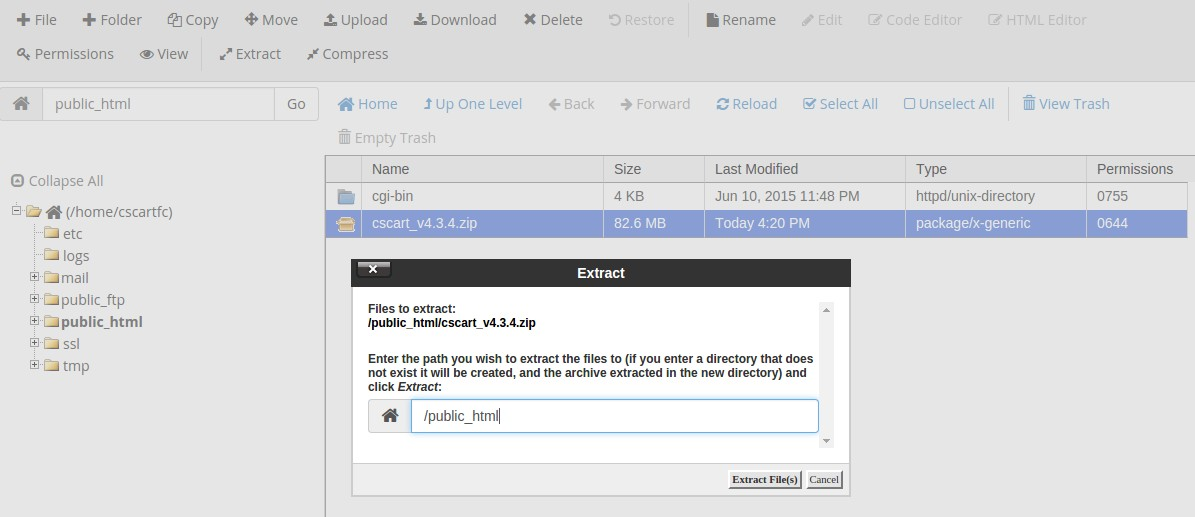 File Folder Copy Move Upload Download Delete Restore Rename Edit Code Editor HTML Editor
Permissions View Extract Compress
public_html Go Home Up One Level Back Forward Reload Select All Unselect All View Trash
Empty Trash
Name Size Last Modified Type Permissions
Collapse All
cgi-bin 4 KB Jun 10, 2015 11:48 PM httpd/unix-directory 0755
(/home/cscartfc)
cscart_v4.3.4.zip 82.6 MB Today 4:20 PM package/x-generic 0644
etc
logs
mail
public_ftp
public_html
ssl
tmp
Extract
Files to extract:
/public_html/cscart_v4.3.4.zip
Enter the path you wish to extract the files to (if you enter a directory that does
not exist it will be created, and the archive extracted in the new directory) and
click Extract:
/public_html
Extract File(s) Cancel